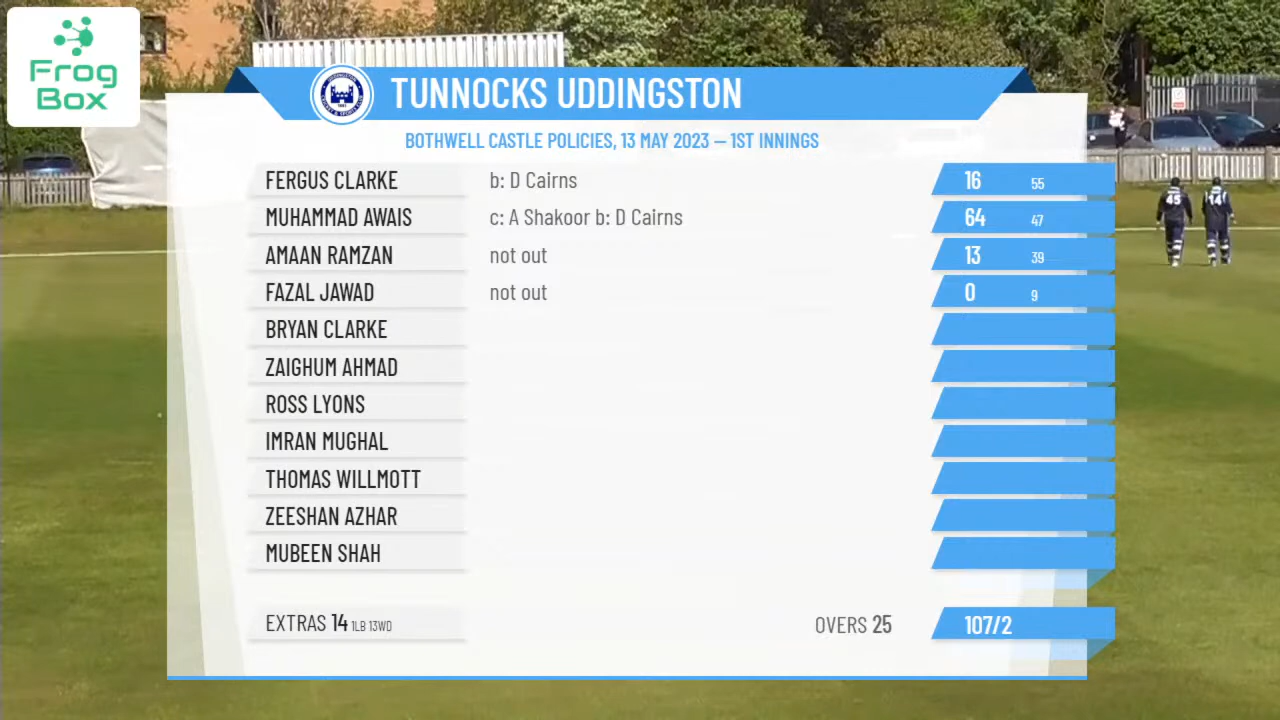 Frog
Box
TUNNOCKS UDDINGSTON
BOTHWELL CASTLE POLICIES, 13 MAY 2023 – 1ST INNINGS
FERGUS CLARKE b: D Cairns 16 55
MUHAMMAD AWAIS c: A Shakoor b: D Cairns 64 47
AMAAN RAMZAN not out 13 39
FAZAL JAWAD not out 0 9
BRYAN CLARKE
ZAIGHUM AHMAD
ROSS LYONS
IMRAN MUGHAL
THOMAS WILLMOTT
ZEESHAN AZHAR
MUBEEN SHAH
EXTRAS 14 1LB 13WD OVERS 25 107/2
45 14